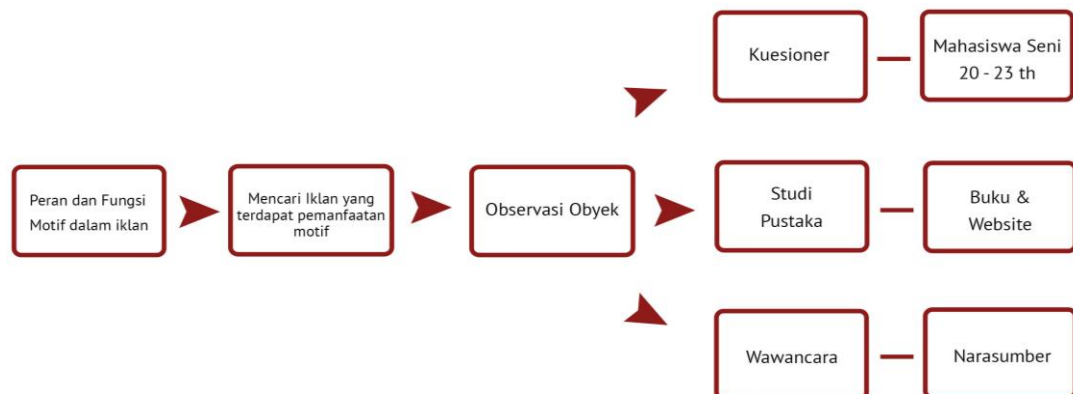 Peran dan Fungsi
Motif dalam iklan
Mencari Iklan yang
terdapat pemanfaatan
motif
Observasi Obyek
Kuesioner
Mahasiswa Seni
20 - 23 th
Studi
Pustaka
Buku &
Website
Wawancara
Narasumber